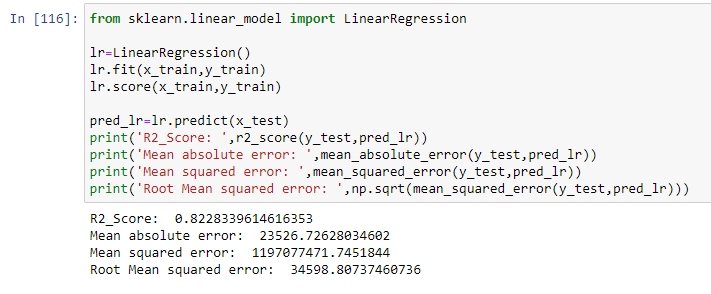 In [116]: from sklearn.linear_model import LinearRegression
lr=LinearRegression()
lr.fit(x_train,y_train)
lr.score(x_train,y_train)
pred_lr=lr.predict(x_test)
print('R2_Score: ',r2_score(y_test,pred_lr))
print('Mean absolute error: ',mean_absolute_error(y_test,pred_lr))
print('Mean squared error: ',mean_squared_error(y_test,pred_lr))
print('Root Mean squared error: ',np.sqrt(mean_squared_error(y_test,pred_lr)))
R2_Score:  0.8228339614616353
Mean absolute error:  23526.72628034602
Mean squared error:  1197077471.7451844
Root Mean squared error:  34598.80737460736